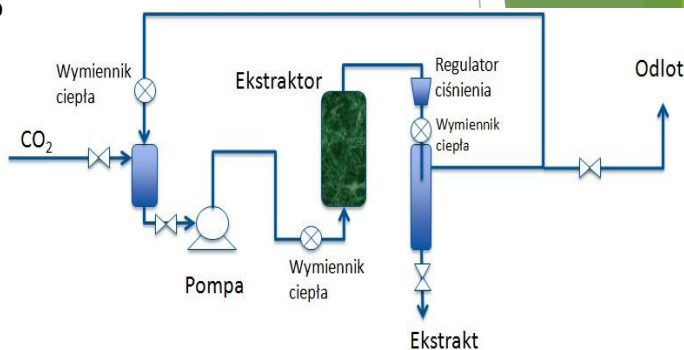 Wymiennik
ciepła
CO₂
Ekstraktor
Regulator
ciśnienia
Wymiennik
ciepła
Odlot
Pompa
Wymiennik
ciepła
Ekstrakt